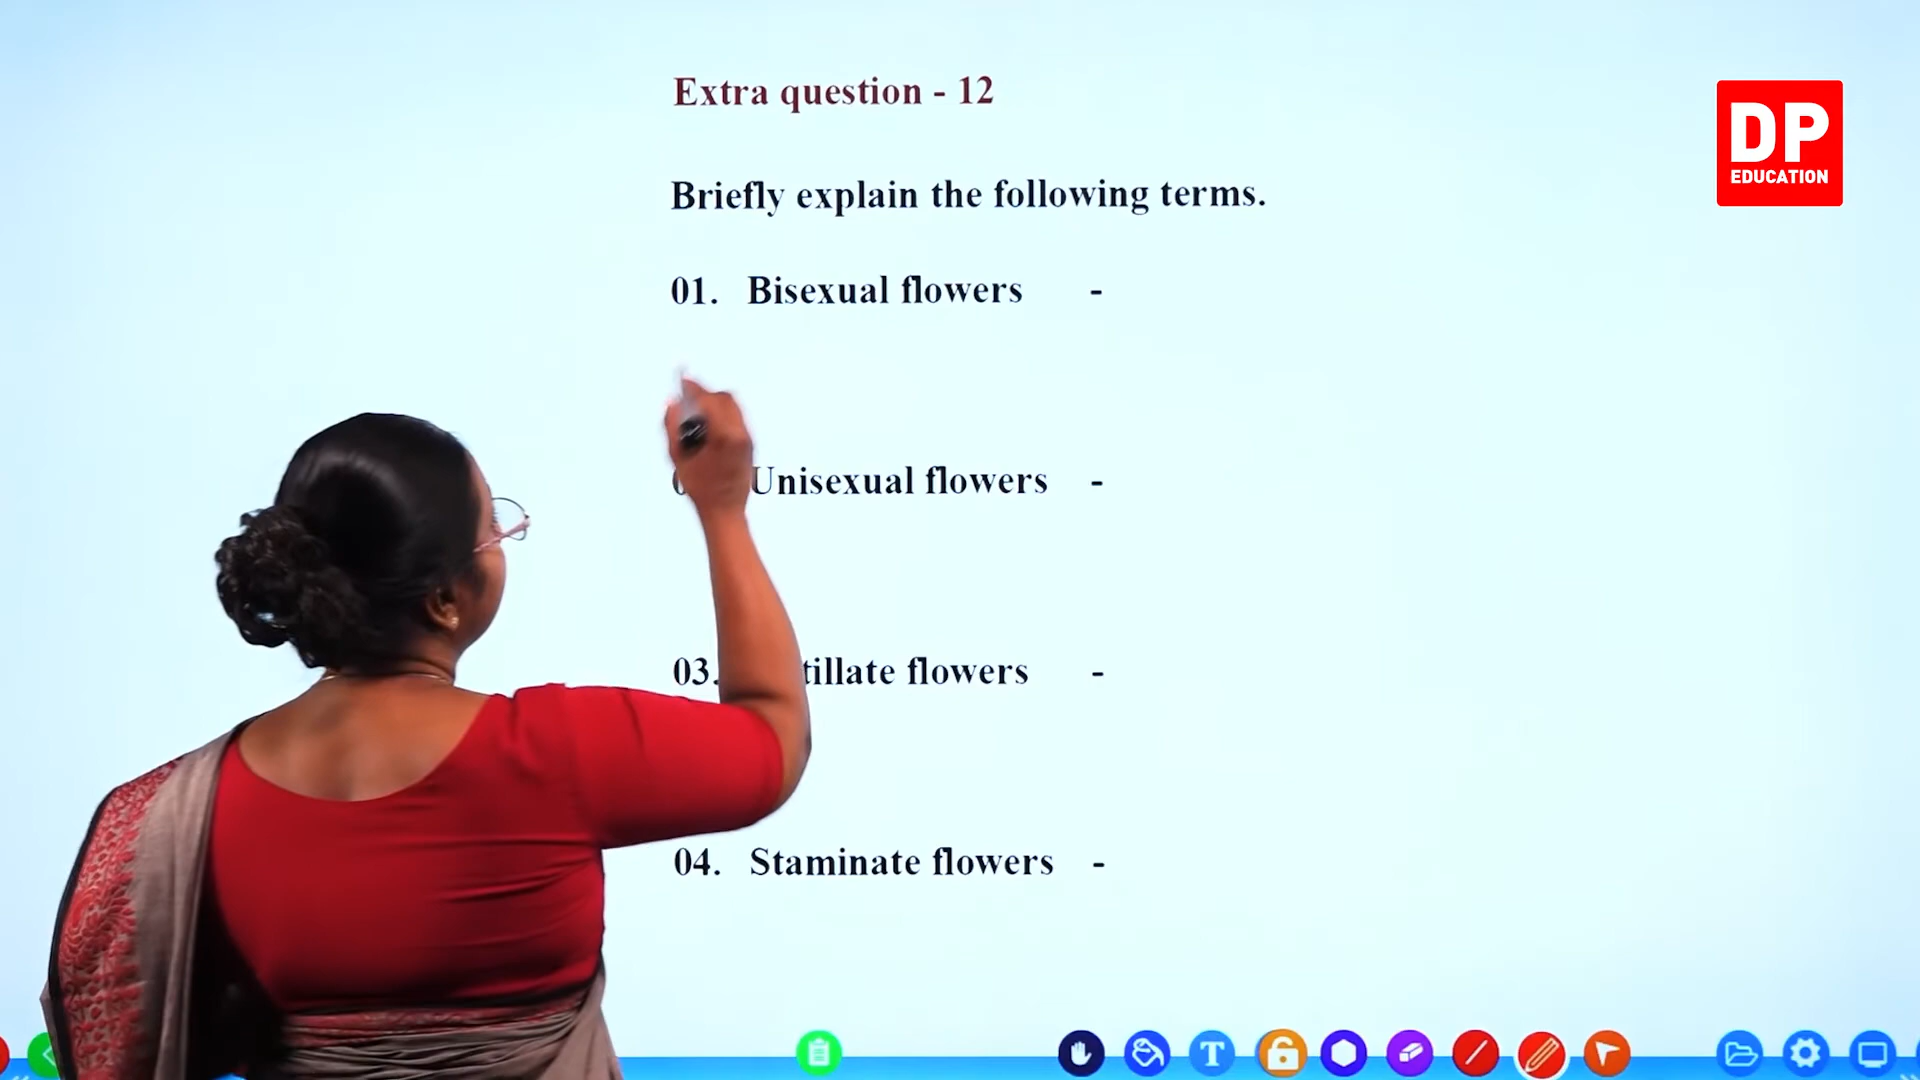 Extra question - 12
DP
EDUCATION
Briefly explain the following terms.
01. Bisexual flowers -
Unisexual flowers -
03. flowers -
04. Staminate flowers -
T